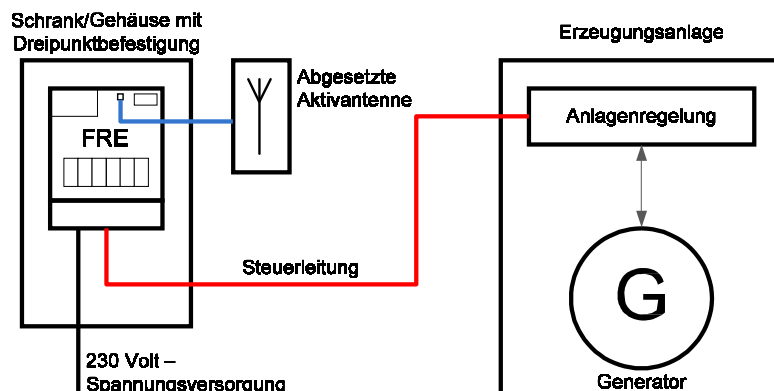 Schrank/Gehäuse mit
Dreipunktbefestigung
Erzeugungsanlage
Abgesetzte
Aktivantenne
FRE
Anlagenregelung
Steuerleitung
G
230 Volt –
Spannungsversorgung
Generator